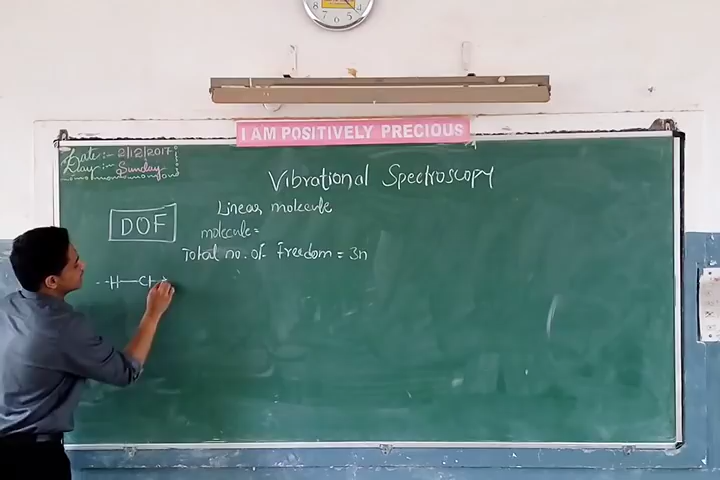 I AM POSITIVELY PRECIOUS
Date:- 2/12/2017
Day:- Sunday
Vibrational Spectroscopy
Linear molecule
DOF
molecule=
Total no. of freedom = 3n
H—Cl